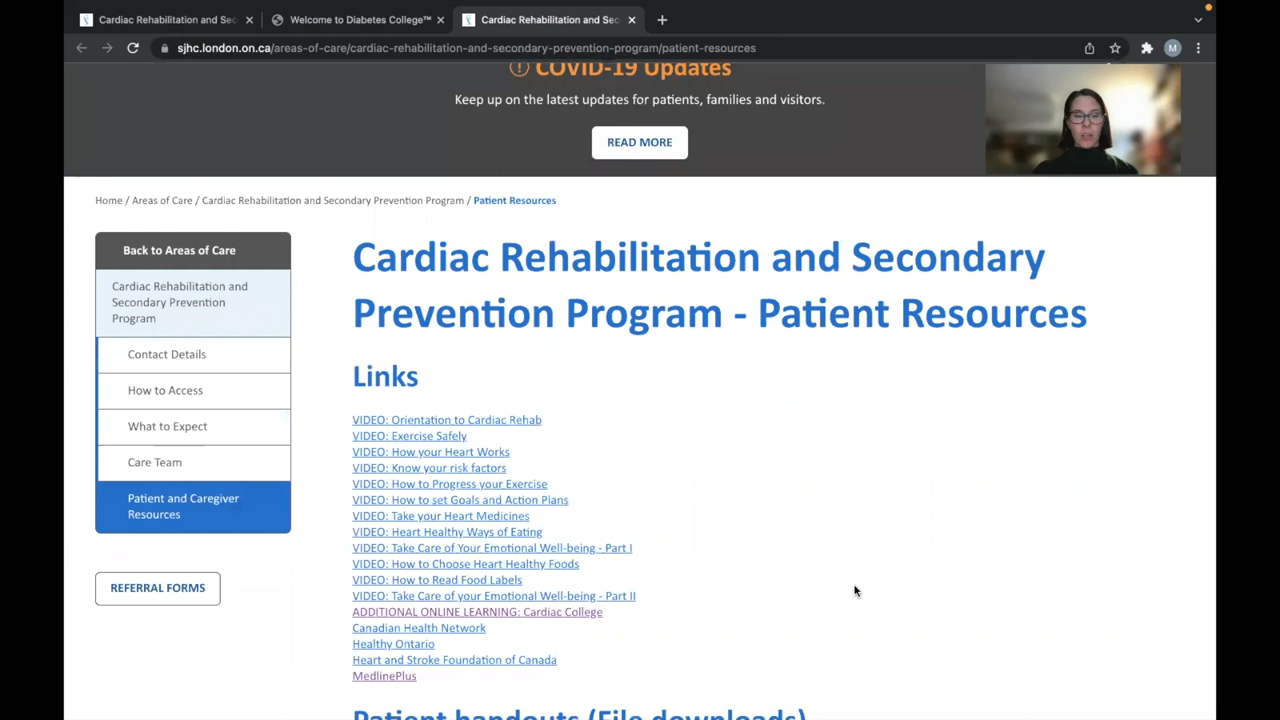 Cardiac Rehabilitation and Sec
Welcome to Diabetes College™
Cardiac Rehabilitation and Sec
sjhc.london.on.ca/areas-of-care/cardiac-rehabilitation-and-secondary-prevention-program/patient-resources
M
COVID-19 Updates
Keep up on the latest updates for patients, families and visitors.
READ MORE
Home / Areas of Care / Cardiac Rehabilitation and Secondary Prevention Program / Patient Resources
Back to Areas of Care
Cardiac Rehabilitation and
Secondary Prevention
Program
Contact Details
How to Access
What to Expect
Care Team
Patient and Caregiver
Resources
REFERRAL FORMS
Cardiac Rehabilitation and Secondary
Prevention Program - Patient Resources
Links
VIDEO: Orientation to Cardiac Rehab
VIDEO: Exercise Safely
VIDEO: How your Heart Works
VIDEO: Know your risk factors
VIDEO: How to Progress your Exercise
VIDEO: How to set Goals and Action Plans
VIDEO: Take your Heart Medicines
VIDEO: Heart Healthy Ways of Eating
VIDEO: Take Care of Your Emotional Well-being - Part I
VIDEO: How to Choose Heart Healthy Foods
VIDEO: How to Read Food Labels
VIDEO: Take Care of your Emotional Well-being - Part II
ADDITIONAL ONLINE LEARNING: Cardiac College
Canadian Health Network
Healthy Ontario
Heart and Stroke Foundation of Canada
MedlinePlus
Patient handouts (File downloads)